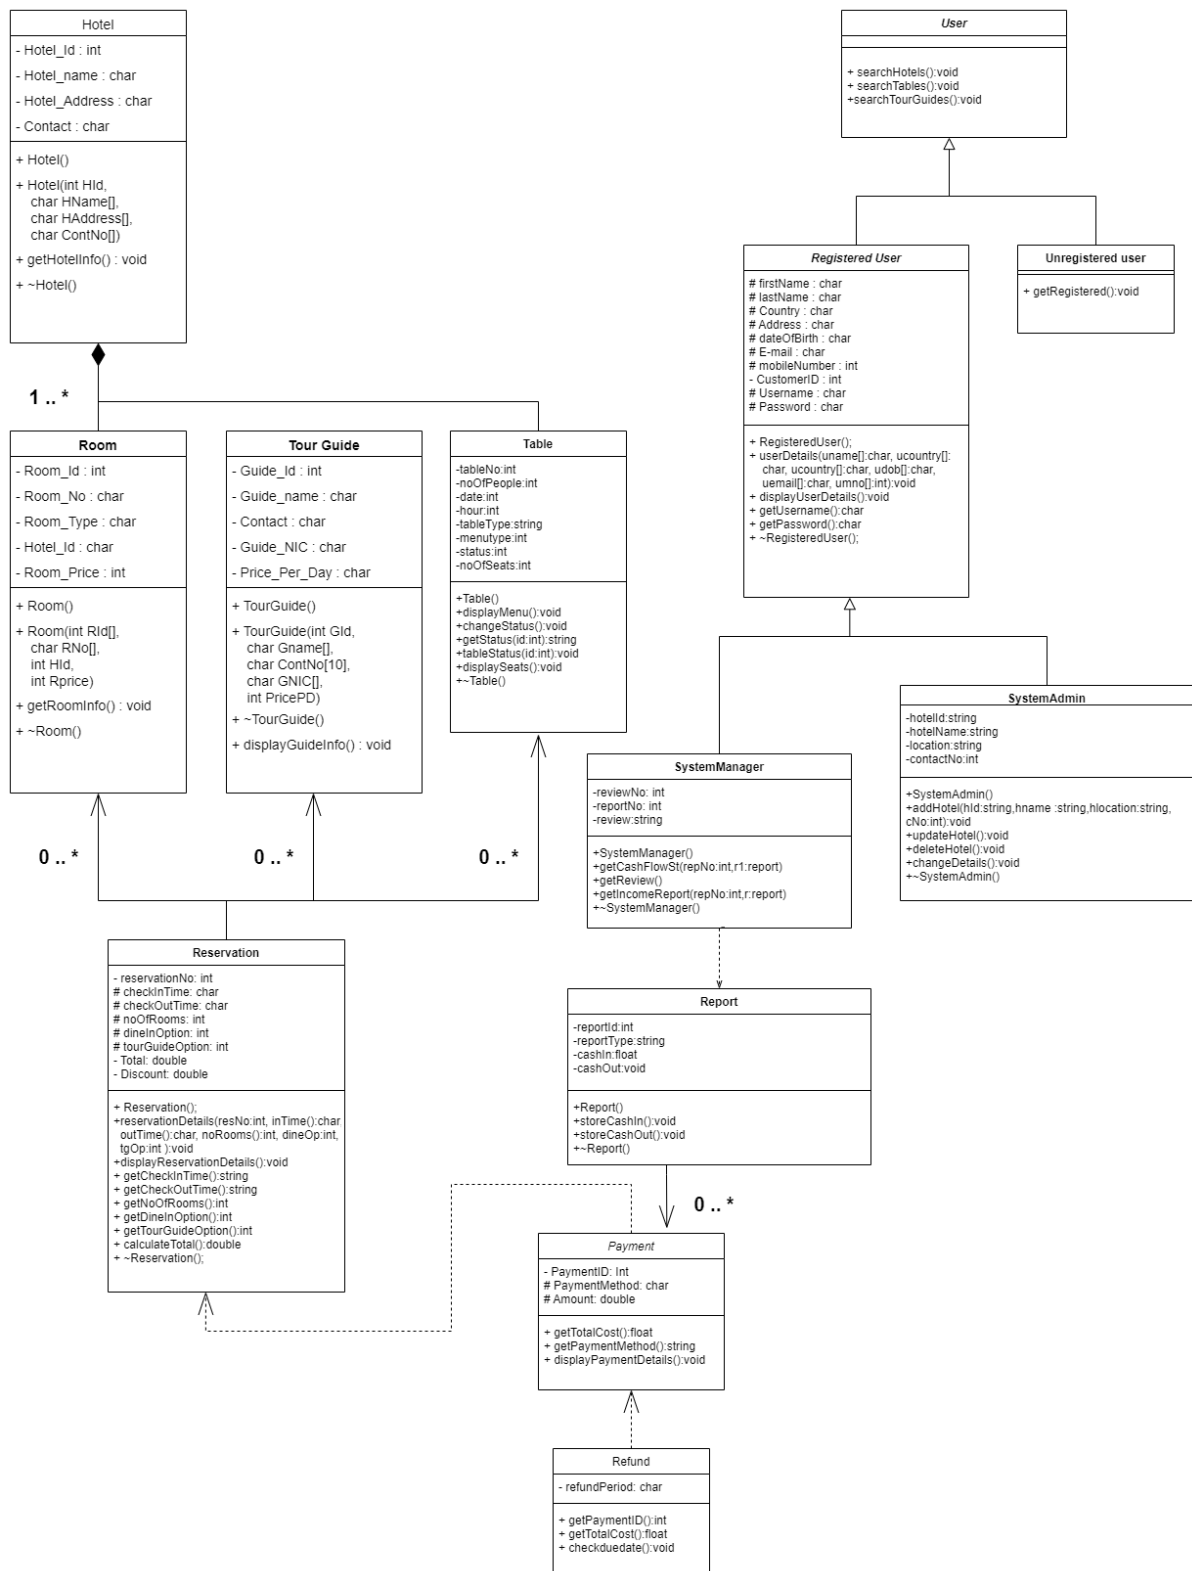 Hotel
- Hotel_Id : int
- Hotel_name : char
- Hotel_Address : char
- Contact : char
+ Hotel()
+ Hotel(int HId,
char HName[],
char HAddress[],
char ContNo[])
+ getHotelInfo() : void
+ ~Hotel()
1 .. *
User
+ searchHotels():void
+ searchTables():void
+searchTourGuides():void
Registered User
# firstName : char
# lastName : char
# Country : char
# Address : char
# dateOfBirth : char
# E-mail : char
# mobileNumber : int
- CustomerID : int
# Username : char
# Password : char
+ RegisteredUser();
+ userDetails(uname[]:char, ucountry[]:
char, ucountry[]:char, udob[]:char,
uemail[]:char, umno[]:int):void
+ displayUserDetails():void
+ getUsername():char
+ getPassword():char
+ ~RegisteredUser();
Unregistered user
+ getRegistered():void
Room
- Room_Id : int
- Room_No : char
- Room_Type : char
- Hotel_Id : char
- Room_Price : int
+ Room()
+ Room(int RId[],
char RNo[],
int HId,
int Rprice)
+ getRoomInfo() : void
+ ~Room()
Tour Guide
- Guide_Id : int
- Guide_name : char
- Contact : char
- Guide_NIC : char
- Price_Per_Day : char
+ TourGuide()
+ TourGuide(int GId,
char Gname[],
char ContNo[10],
char GNIC[],
int PricePD)
+ ~TourGuide()
+ displayGuideInfo() : void
Table
-tableNo:int
-noOfPeople:int
-date:int
-hour:int
-tableType:string
-menutype:int
-status:int
-noOfSeats:int
+Table()
+displayMenu():void
+changeStatus():void
+getStatus(id:int):string
+tableStatus(id:int):void
+displaySeats():void
+~Table()
0 .. *
0 .. *
0 .. *
SystemManager
-reviewNo: int
-reportNo: int
-review:string
+SystemManager()
+getCashFlowSt(repNo:int,r1:report)
+getReview()
+getIncomeReport(repNo:int,r:report)
+~SystemManager()
SystemAdmin
-hotelId:string
-hotelName:string
-location:string
-contactNo:int
+SystemAdmin()
+addHotel(hId:string,hname :string,hlocation:string,
cNo:int):void
+updateHotel():void
+deleteHotel():void
+changeDetails():void
+~SystemAdmin()
Reservation
- reservationNo: int
# checkInTime: char
# checkOutTime: char
# noOfRooms: int
# dineInOption: int
# tourGuideOption: int
- Total: double
- Discount: double
+ Reservation();
+reservationDetails(resNo:int, inTime():char,
outTime():char, noRooms():int, dineOp:int,
tgOp:int ):void
+displayReservationDetails():void
+ getCheckInTime():string
+ getCheckOutTime():string
+ getNoOfRooms():int
+ getDineInOption():int
+ getTourGuideOption():int
+ calculateTotal():double
+ ~Reservation();
Report
-reportId:int
-reportType:string
-cashIn:float
-cashOut:void
+Report()
+storeCashIn():void
+storeCashOut():void
+~Report()
0 .. *
Payment
- PaymentID: Int
# PaymentMethod: char
# Amount: double
+ getTotalCost():float
+ getPaymentMethod():string
+ displayPaymentDetails():void
Refund
- refundPeriod: char
+ getPaymentID():int
+ getTotalCost():float
+ checkduedate():void